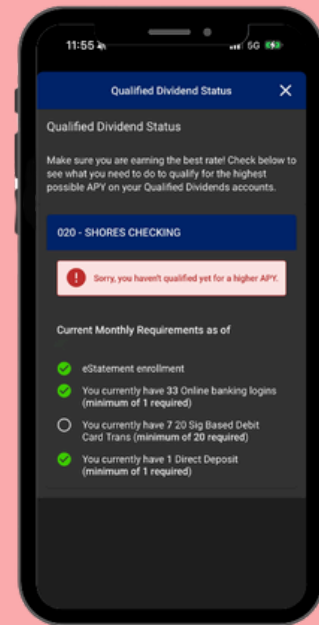 11:55
5G
Qualified Dividend Status
Qualified Dividend Status
Make sure you are earning the best rate! Check below to
see what you need to do to qualify for the highest
possible APY on your Qualified Dividends accounts.
020 - SHORES CHECKING
Sorry, you haven't qualified yet for a higher APY.
Current Monthly Requirements as of
eStatement enrollment
You currently have 33 Online banking logins
(minimum of 1 required)
You currently have 7 20 Sig Based Debit
Card Trans (minimum of 20 required)
You currently have 1 Direct Deposit
(minimum of 1 required)